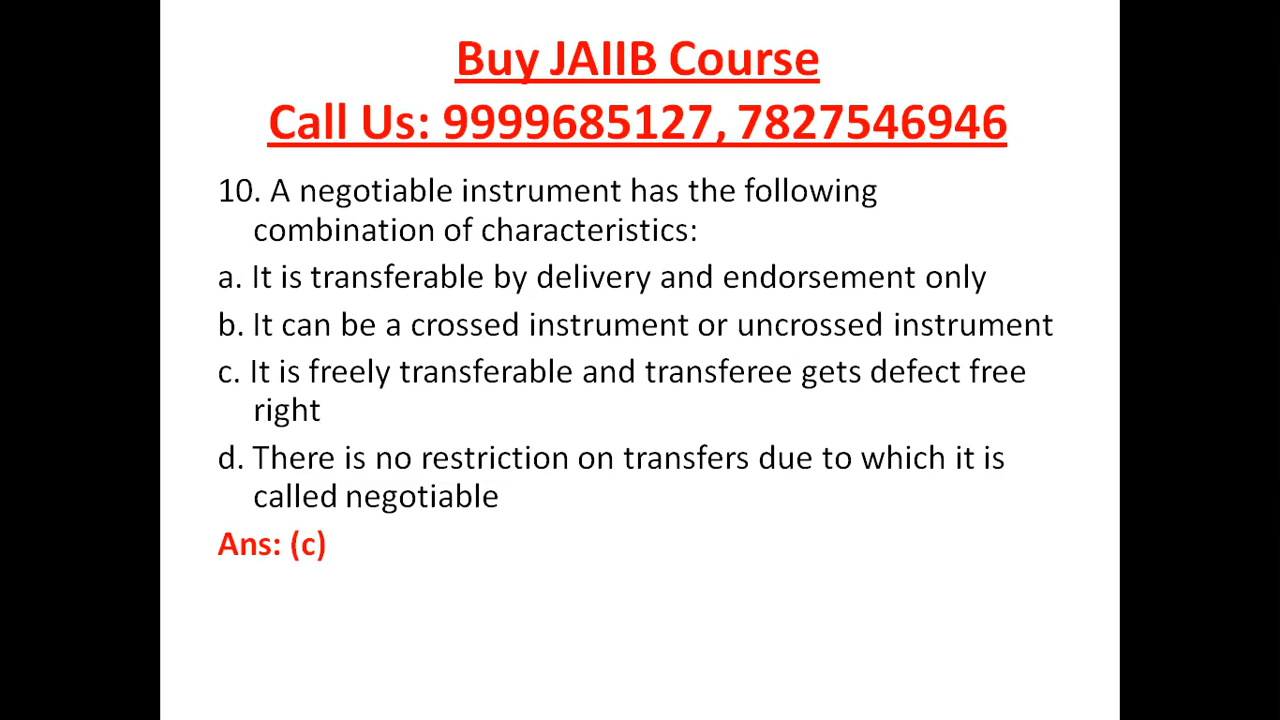 Buy JAIIB Course
Call Us: 9999685127, 7827546946
10. A negotiable instrument has the following
combination of characteristics:
a. It is transferable by delivery and endorsement only
b. It can be a crossed instrument or uncrossed instrument
c. It is freely transferable and transferee gets defect free
right
d. There is no restriction on transfers due to which it is
called negotiable
Ans: (c)